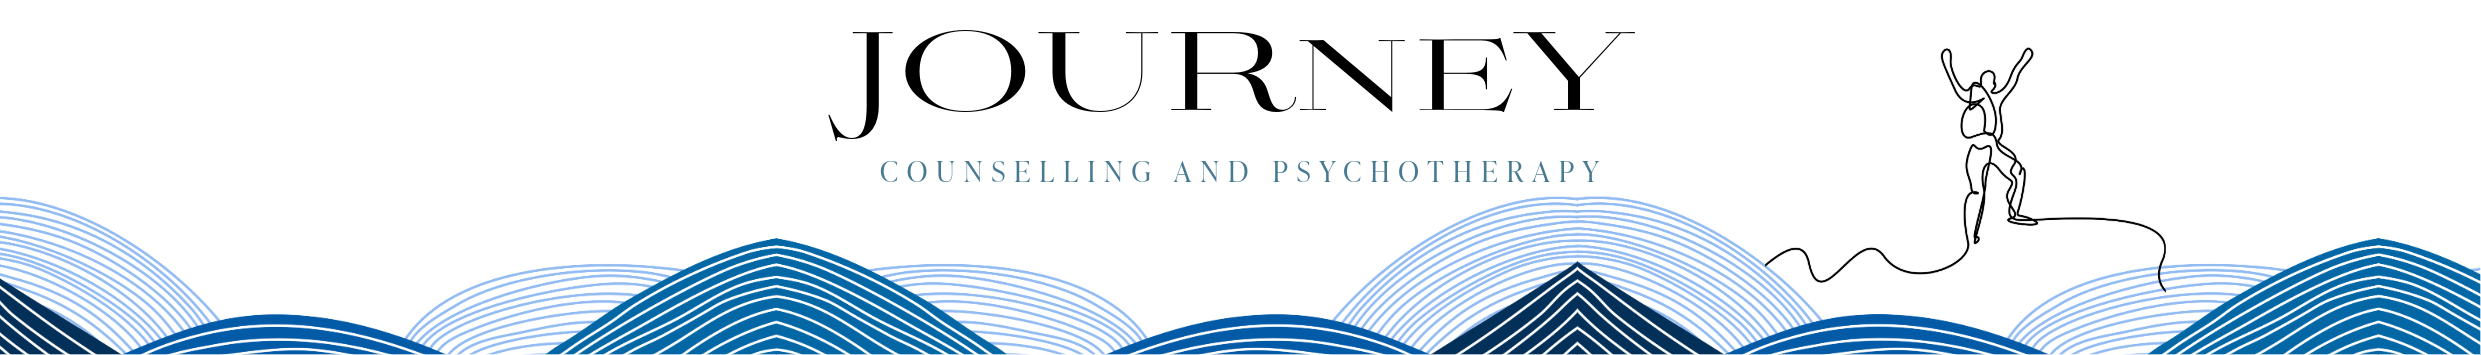 JOURNEY
COUNSELLING AND PSYCHOTHERAPY